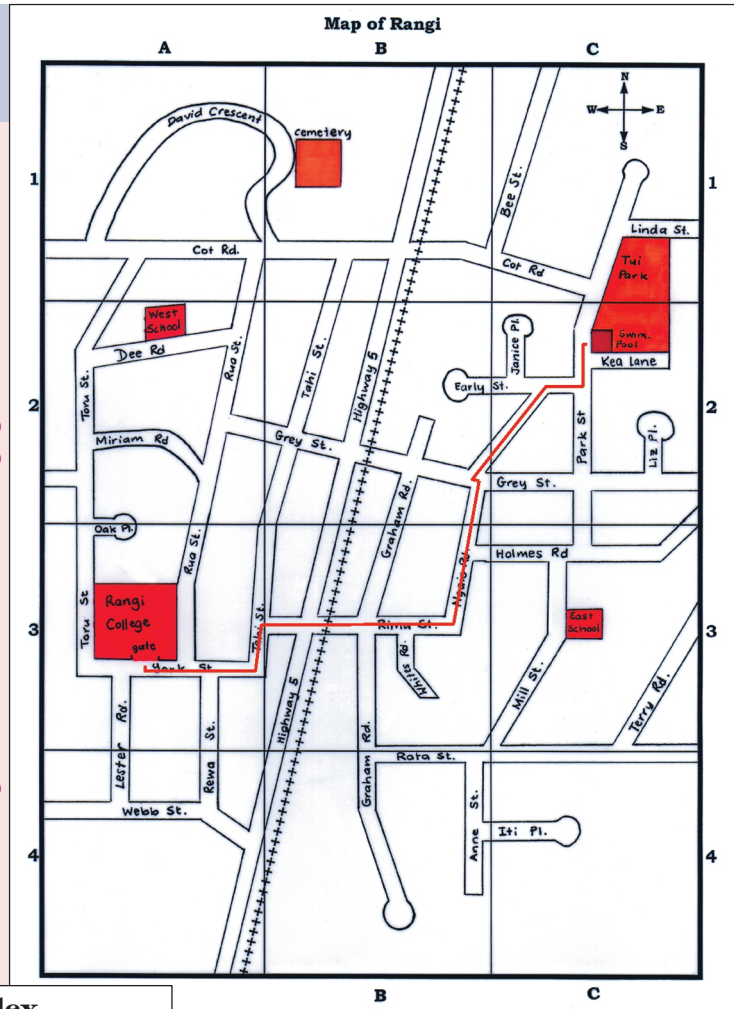 Map of Rangi
A
B
C
N
W
E
S
David Crescent
cemetery
1
1
Bee St.
Linda St.
Cot Rd.
Cot Rd
Tui
Park
West
School
Swim.
Pool
Dee Rd
Janice Pl.
Kea lane
Rua St.
Tahi St.
Highway 5
Early St.
Toru St.
2
2
Park St
Liz Pl.
Miriam Rd
Grey St.
Grey St.
Graham Rd.
Oak Pl.
Rua St.
Holmes Rd
Rangi
College
gate
Toru St
East
School
3
3
Tahi St.
Rima St.
York St.
Whites Rd.
Mill St.
Highway 5
Terry Rd.
Lester Rd.
Rewa St.
Graham Rd.
Rata St.
Webb St.
Anne St.
Iti Pl.
4
4
B
C